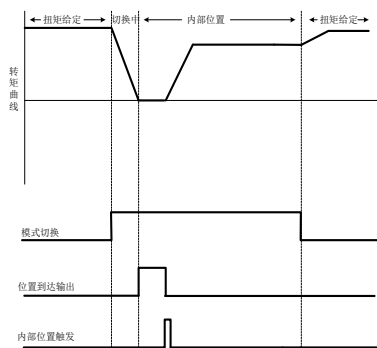 扭矩给定 切换中 内部位置 扭矩给定
转矩曲线
模式切换
位置到达输出
内部位置触发